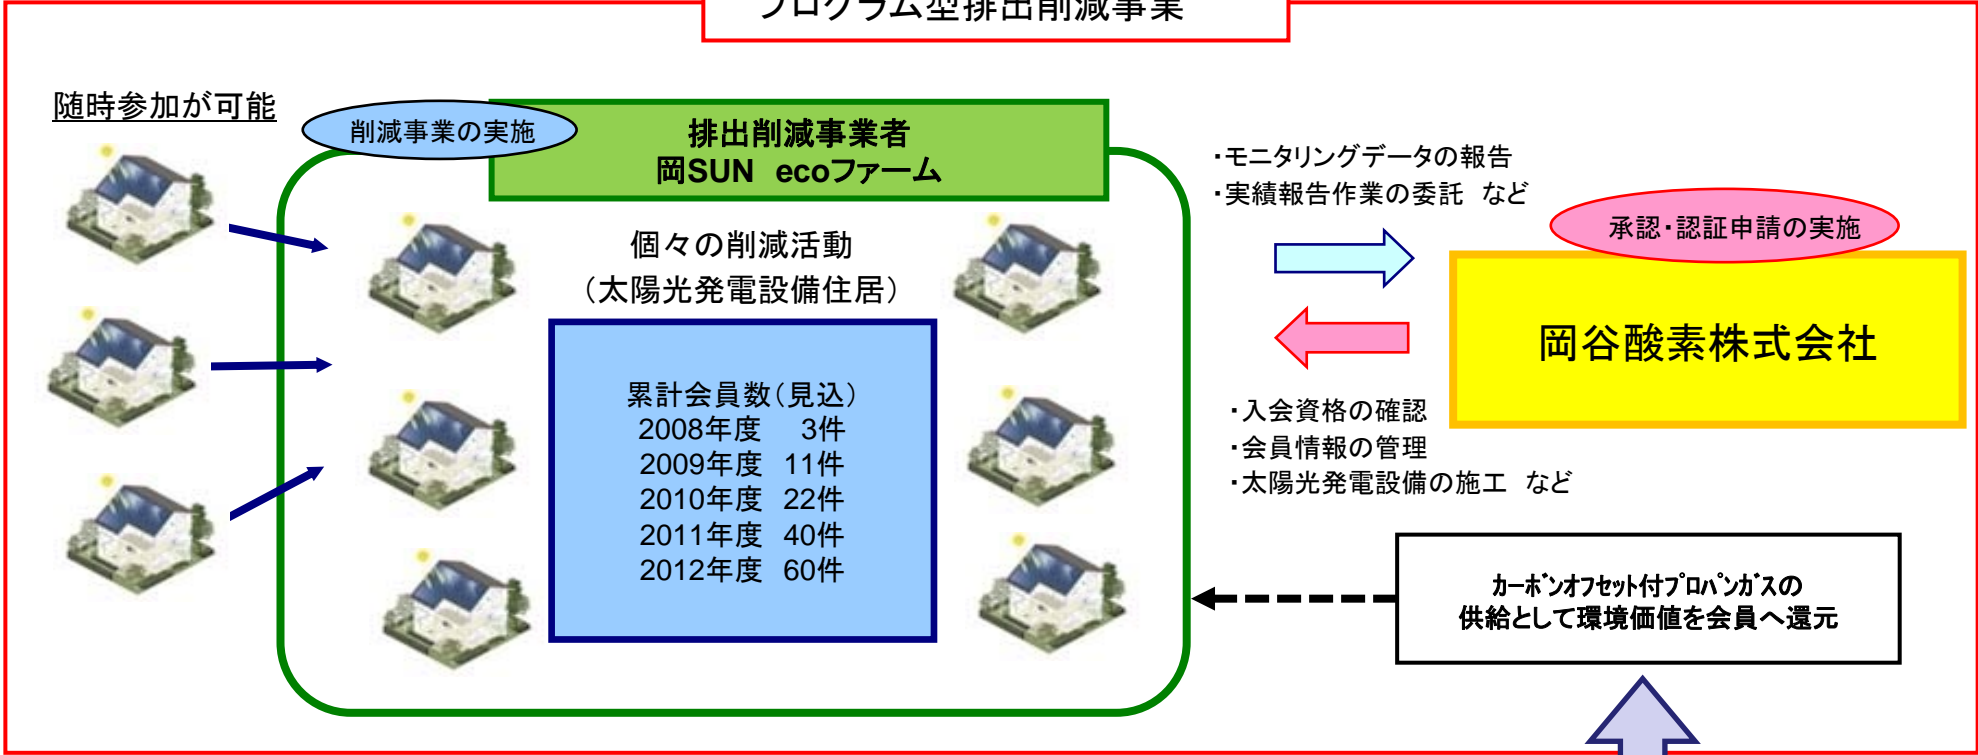 プログラム型排出削減事業
随時参加が可能
削減事業の実施
排出削減事業者
岡SUN ecoファーム
個々の削減活動
（太陽光発電設備住居）
累計会員数（見込）
2008年度 3件
2009年度 11件
2010年度 22件
2011年度 40件
2012年度 60件
・モニタリングデータの報告
・実績報告作業の委託 など
承認・認証申請の実施
岡谷酸素株式会社
・入会資格の確認
・会員情報の管理
・太陽光発電設備の施工 など
ｶｰﾎﾞﾝｵﾌｾｯﾄ付ﾌﾟﾛﾊﾟﾝｶﾞｽの
供給として環境価値を会員へ還元